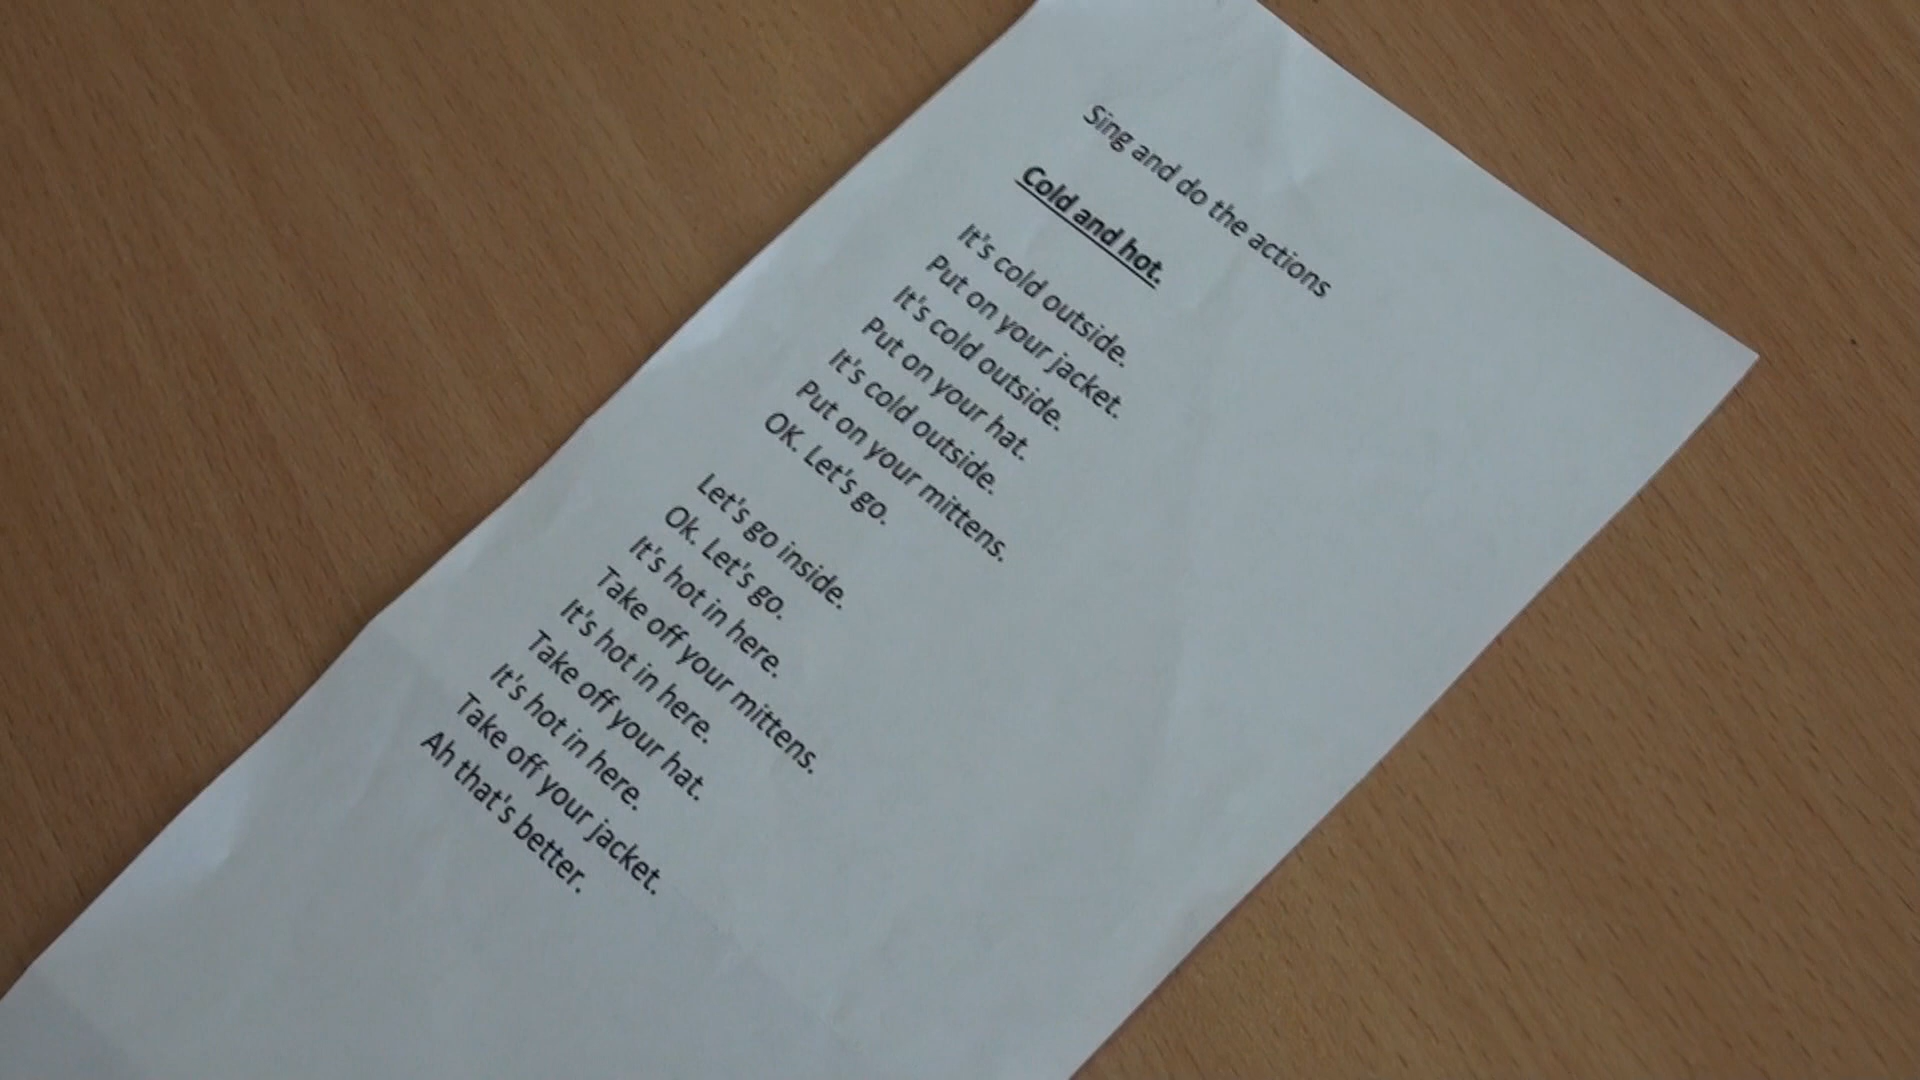 Sing and do the actions
Cold and hot.
It's cold outside.
Put on your jacket.
It's cold outside.
Put on your hat.
It's cold outside.
Put on your mittens.
OK. Let's go.
Let's go inside.
Ok. Let's go.
It's hot in here.
Take off your mittens.
It's hot in here.
Take off your hat.
It's hot in here.
Take off your jacket.
Ah that's better.